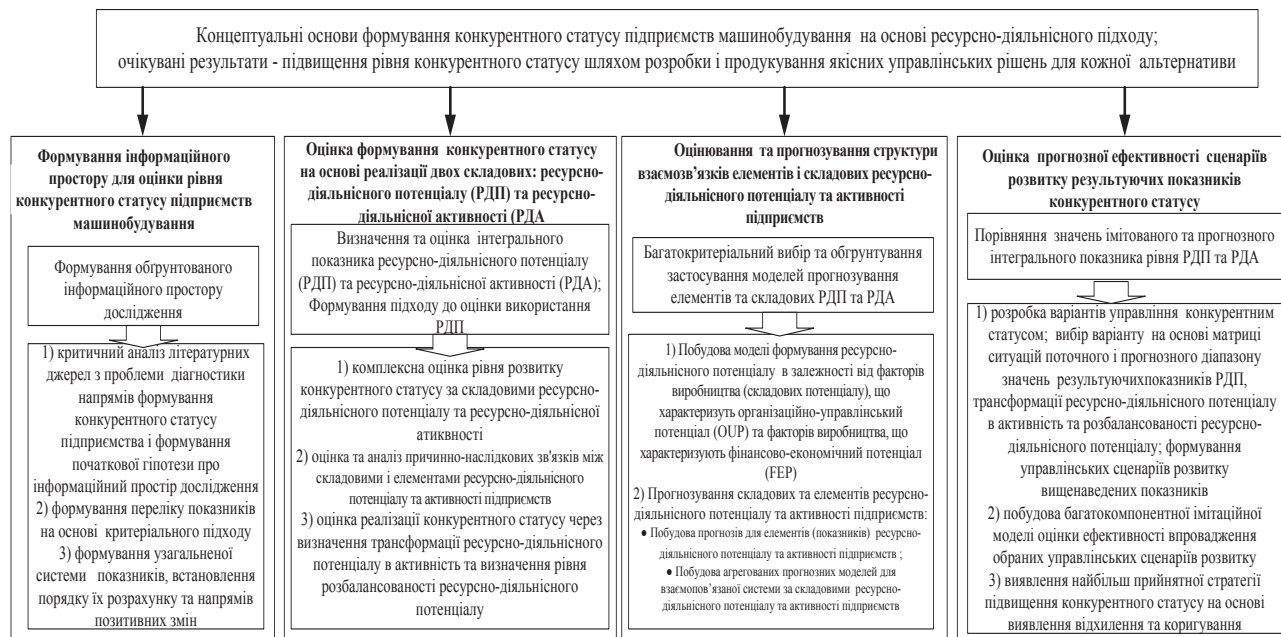 Концептуальні основи формування конкурентного статусу підприємств машинобудування на основі ресурсно-діяльнісного підходу;
очікувані результати - підвищення рівня конкурентного статусу шляхом розробки і продукування якісних управлінських рішень для кожної альтернативи
Формування інформаційного
простору для оцінки рівня
конкурентного статусу підприємств
машинобудування
Формування обґрунтованого
інформаційного простору
дослідження
1) критичний аналіз літературних
джерел з проблеми діагностики
напрямів формування
конкурентного статусу
підприємства і формування
початкової гіпотези про
інформаційний простір дослідження
2) формування переліку показників
на основі критеріального підходу
3) формування узагальненої
системи показників, встановлення
порядку їх розрахунку та напрямів
позитивних змін
Оцінка формування конкурентного статусу
на основі реалізації двох складових: ресурсно-
діяльнісного потенціалу (РДП) та ресурсно-
діяльнісної активності (РДА
Визначення та оцінка інтегрального
показника ресурсно-діяльнісного потенціалу
(РДП) та ресурсно-діяльнісної активності (РДА);
Формування підходу до оцінки використання
РДП
1) комплексна оцінка рівня розвитку
конкурентного статусу за складовими ресурсно-
діяльнісного потенціалу та ресурсно-діяльнісної
атиквності
2) оцінка та аналіз причинно-наслідкових зв'язків між
складовими і елементами ресурсно-діяльнісного
потенціалу та активності підприємств
3) оцінка реалізації конкурентного статусу через
визначення трансформації ресурсно-діяльнісного
потенціалу в активність та визначення рівня
розбалансованості ресурсно-діяльнісного
потенціалу
Оцінювання та прогнозування структури
взаємозв’язків елементів і складових ресурсно-
діяльнісного потенціалу та активності
підприємств
Багатокритеріальний вибір та обгрунтування
застосування моделей прогнозування
елементів та складових РДП та РДА
1) Побудова моделі формування ресурсно-
діяльнісного потенціалу в залежності від факторів
виробництва (складових потенціалу), що
характеризуть організаційно-управлінський
потенціал (OUP) та факторів виробництва, що
характеризують фінансово-економічний потенціал
(FEP)
2) Прогнозування складових та елементів ресурсно-
діяльнісного потенціалу та активності підприємств:
● Побудова прогнозів для елементів (показників) ресурсно-
діяльнісного потенціалу та активності підприємств ;
● Побудова агрегованих прогнозних моделей для
взаємопов’язаної системи за складовими ресурсно-
діяльнісного потенціалу та активності підприємств
Оцінка прогнозної ефективності сценаріїв
розвитку результуючих показників
конкурентного статусу
Порівняння значень імітованого та прогнозного
інтегрального показника рівня РДП та РДА
1) розробка варіантів управління конкурентним
статусом; вибір варіанту на основі матриці
ситуацій поточного і прогнозного діапазону
значень результуючихпоказників РДП,
трансформації ресурсно-діяльнісного потенціалу
в активність та розбалансованості ресурсно-
діяльнісного потенціалу; формування
управлінських сценаріїв розвитку
вищенаведених показників
2) побудова багатокомпонентної імітаційної
моделі оцінки ефективності впровадження
обраних управлінських сценаріїв розвитку
3) виявлення найбільш прийнятної стратегії
підвищення конкурентного статусу на основі
виявлення відхилення та коригування